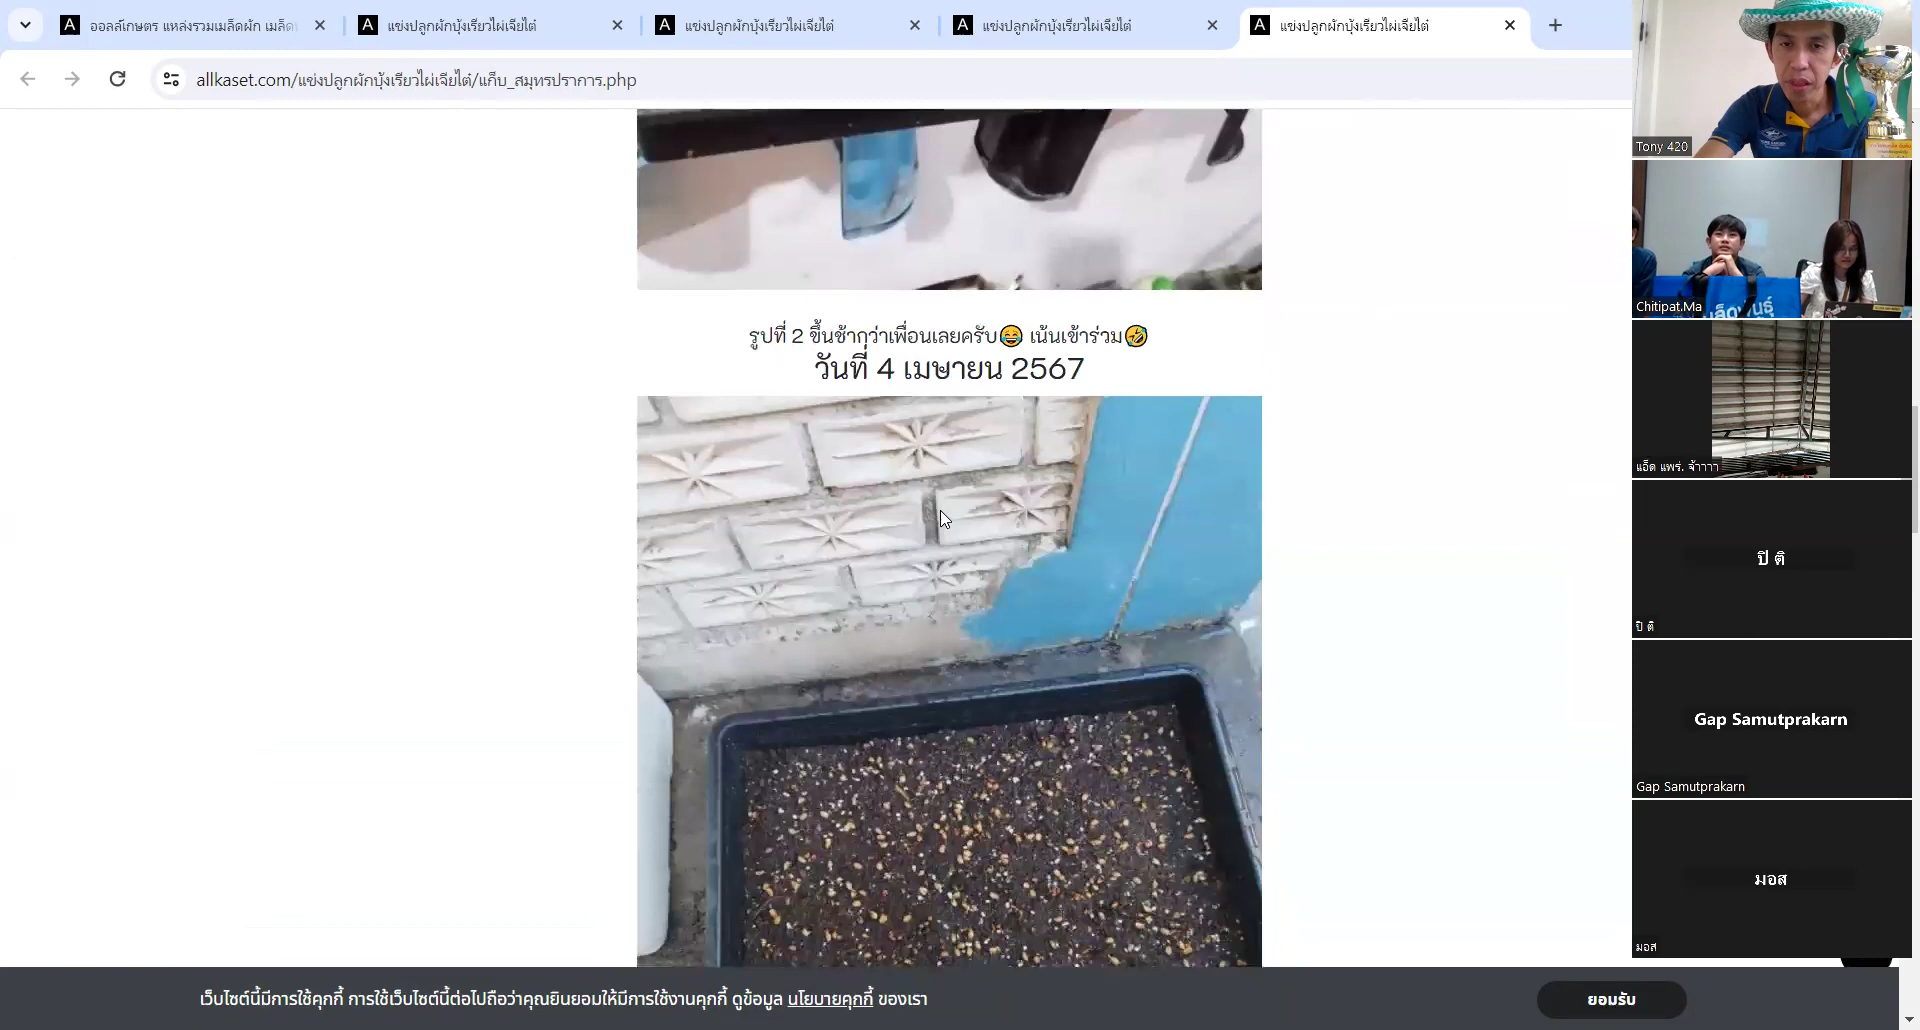 ออลล์เกษตร แหล่งรวมเมล็ดผัก เมล็ดพ
แข่งปลูกผักบุ้งเรียวไผ่เจียไต๋
แข่งปลูกผักบุ้งเรียวไผ่เจียไต๋
แข่งปลูกผักบุ้งเรียวไผ่เจียไต๋
แข่งปลูกผักบุ้งเรียวไผ่เจียไต๋
allkaset.com/แข่งปลูกผักบุ้งเรียวไผ่เจียไต๋/แก็บ_สมุทรปราการ.php
Tony 420
Chitipat.Ma
รูปที่ 2 ขึ้นช้ากว่าเพื่อนเลยครับ😂 เน้นเข้าร่วม🤣
วันที่ 4 เมษายน 2567
แอ็ด แพร่. จ้าาาา
ปิ ติ
ปิ ติ
Gap Samutprakarn
Gap Samutprakarn
มอส
มอส
เว็บไซต์นี้มีการใช้คุกกี้ การใช้เว็บไซต์นี้ต่อไปถือว่าคุณยินยอมให้มีการใช้งานคุกกี้ ดูข้อมูล นโยบายคุกกี้ ของเรา
ยอมรับ